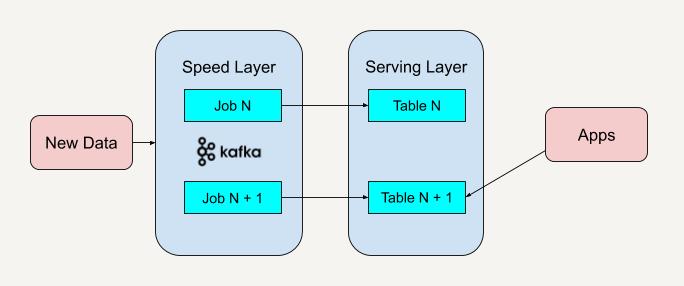 Speed Layer
Serving Layer
Job N
Table N
New Data
kafka
Apps
Job N + 1
Table N + 1